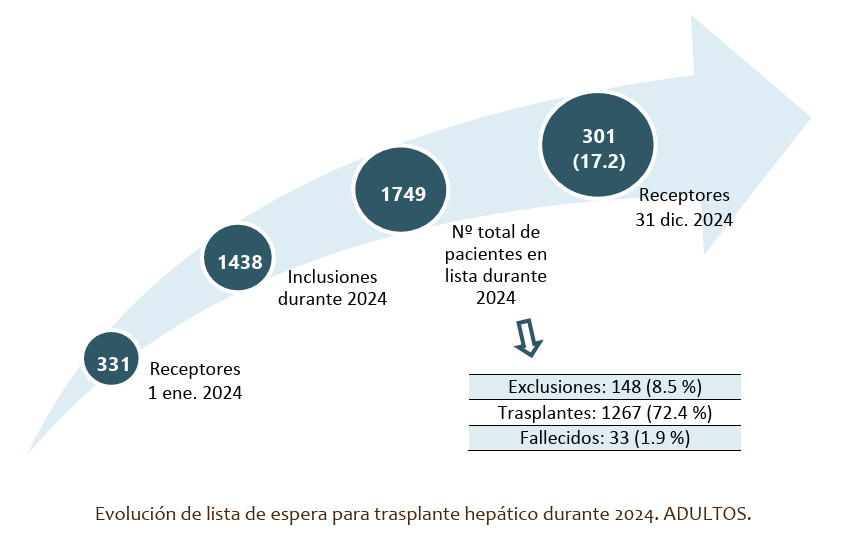 301
(17.2)
Receptores
31 dic. 2024
1749
Nº total de
pacientes en
lista durante
2024
1438
Inclusiones
durante 2024
331
Receptores
1 ene. 2024
Exclusiones: 148 (8.5 %)
Trasplantes: 1267 (72.4 %)
Fallecidos: 33 (1.9 %)
Evolución de lista de espera para trasplante hepático durante 2024. ADULTOS.